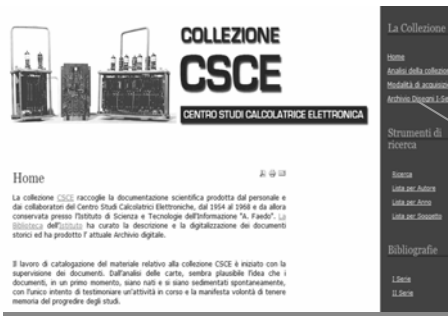 COLLEZIONE
CSCE
CENTRO STUDI CALCOLATRICE ELETTRONICA
Home
La collezione CSCE raccoglie la documentazione scientifica prodotta dal personale e
dai collaboratori del Centro Studi Calcolatrici Elettroniche, dal 1954 al 1968 e da allora
conservata presso l'Istituto di Scienza e Tecnologie dell'Informazione "A. Faedo". La
Biblioteca dell'Istituto ha curato la descrizione e la digitalizzazione dei documenti
storici ed ha prodotto l' attuale Archivio digitale.
Il lavoro di catalogazione del materiale relativo alla collezione CSCE è iniziato con la
supervisione dei documenti. Dall'analisi delle carte, sembra plausibile l'idea che i
documenti, in un primo momento, siano nati e si siano sedimentati spontaneamente,
con l'unico intento di testimoniare un'attività in corso e la manifesta volontà di tenere
memoria del progredire degli studi.
La Collezione
Home
Analisi della collezion
Modalità di acquisiz
Archivio Disegni I-Se
Strumenti di
ricerca
Ricerca
Lista per Autore
Lista per Anno
Lista per Soggetto
Bibliografie
I Serie
II Serie